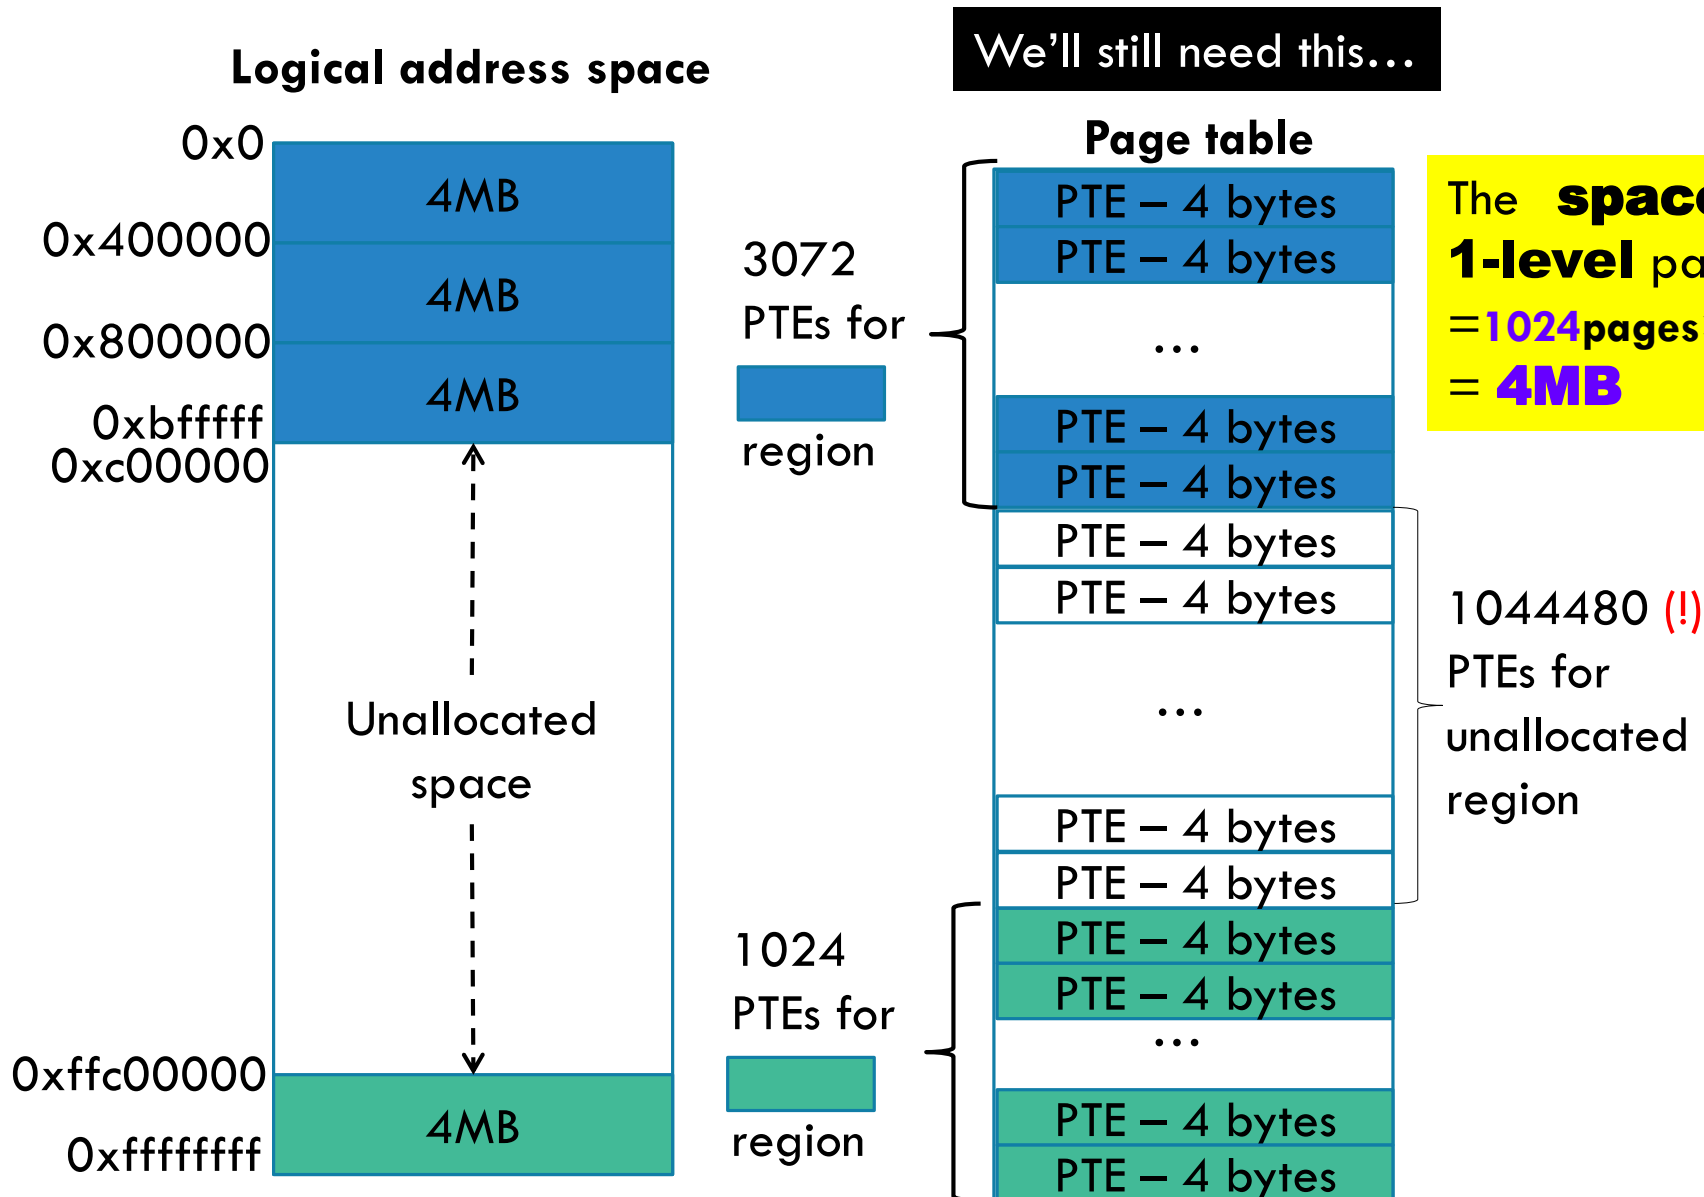 We'll still need this...
Logical address space
0x0
4MB
0x400000
4MB
0x800000
4MB
0xbfffff
0xc00000
Unallocated
space
0xffc00000
4MB
0xffffffff
3072
PTEs for
region
1024
PTEs for
region
Page table
PTE – 4 bytes
PTE – 4 bytes
...
PTE – 4 bytes
PTE – 4 bytes
PTE – 4 bytes
PTE – 4 bytes
...
PTE – 4 bytes
PTE – 4 bytes
PTE – 4 bytes
PTE – 4 bytes
...
PTE – 4 bytes
PTE – 4 bytes
The space
1-level pa
=1024pages
= 4MB
1044480 (!)
PTEs for
unallocated
region